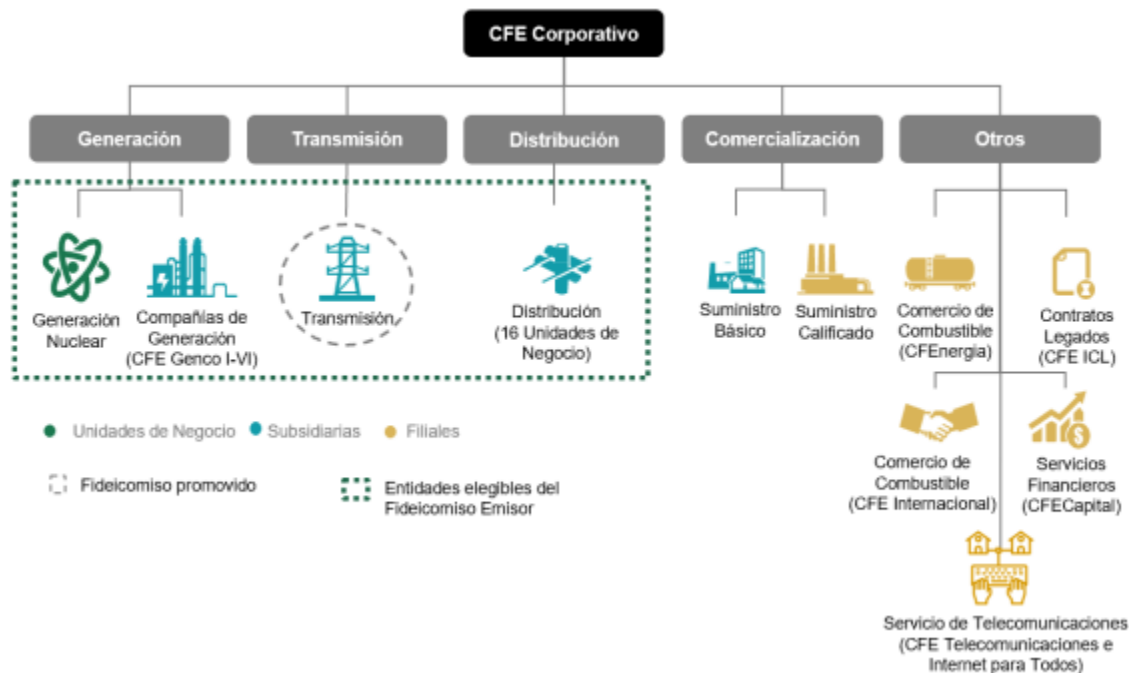 CFE Corporativo
Generación
Transmisión
Distribución
Comercialización
Otros
Generación
Nuclear
Compañías de
Generación
(CFE Genco I-VI)
Transmisión
Distribución
(16 Unidades de
Negocio)
Suministro
Básico
Suministro
Calificado
Comercio de
Combustible
(CFEnergía)
Contratos
Legados
(CFE ICL)
Comercio de
Combustible
(CFE Internacional)
Servicios
Financieros
(CFECapital)
Servicio de Telecomunicaciones
(CFE Telecomunicaciones e
Internet para Todos)
Unidades de Negocio
Subsidiarias
Filiales
Fideicomiso promovido
Entidades elegibles del
Fideicomiso Emisor